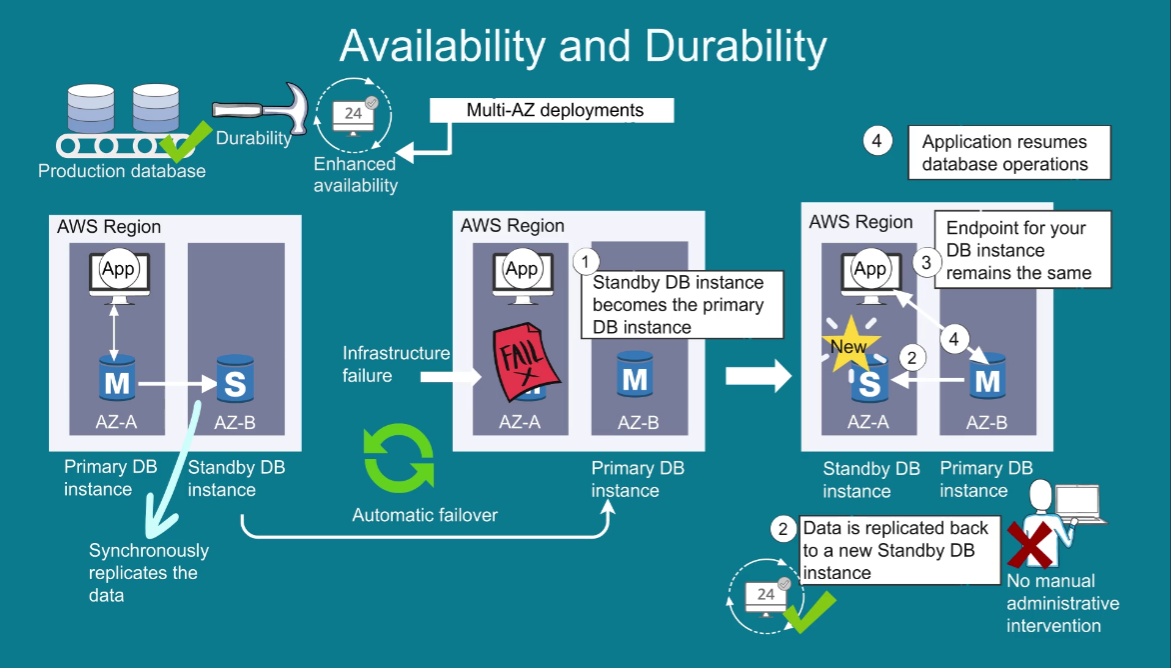 Availability and Durability
Production database
Durability
24
Enhanced
availability
Multi-AZ deployments
4
Application resumes
database operations
AWS Region
App
M
S
AZ-A
AZ-B
Primary DB
instance
Standby DB
instance
Synchronously
replicates the
data
Infrastructure
failure
Automatic failover
AWS Region
App
1
Standby DB instance
becomes the primary
DB instance
FAIL
X
M
AZ-A
M
AZ-B
Primary DB
instance
AWS Region
App
3
Endpoint for your
DB instance
remains the same
New
S
2
4
M
AZ-A
AZ-B
Standby DB
instance
Primary DB
instance
2
Data is replicated back
to a new Standby DB
instance
24
No manual
administrative
intervention